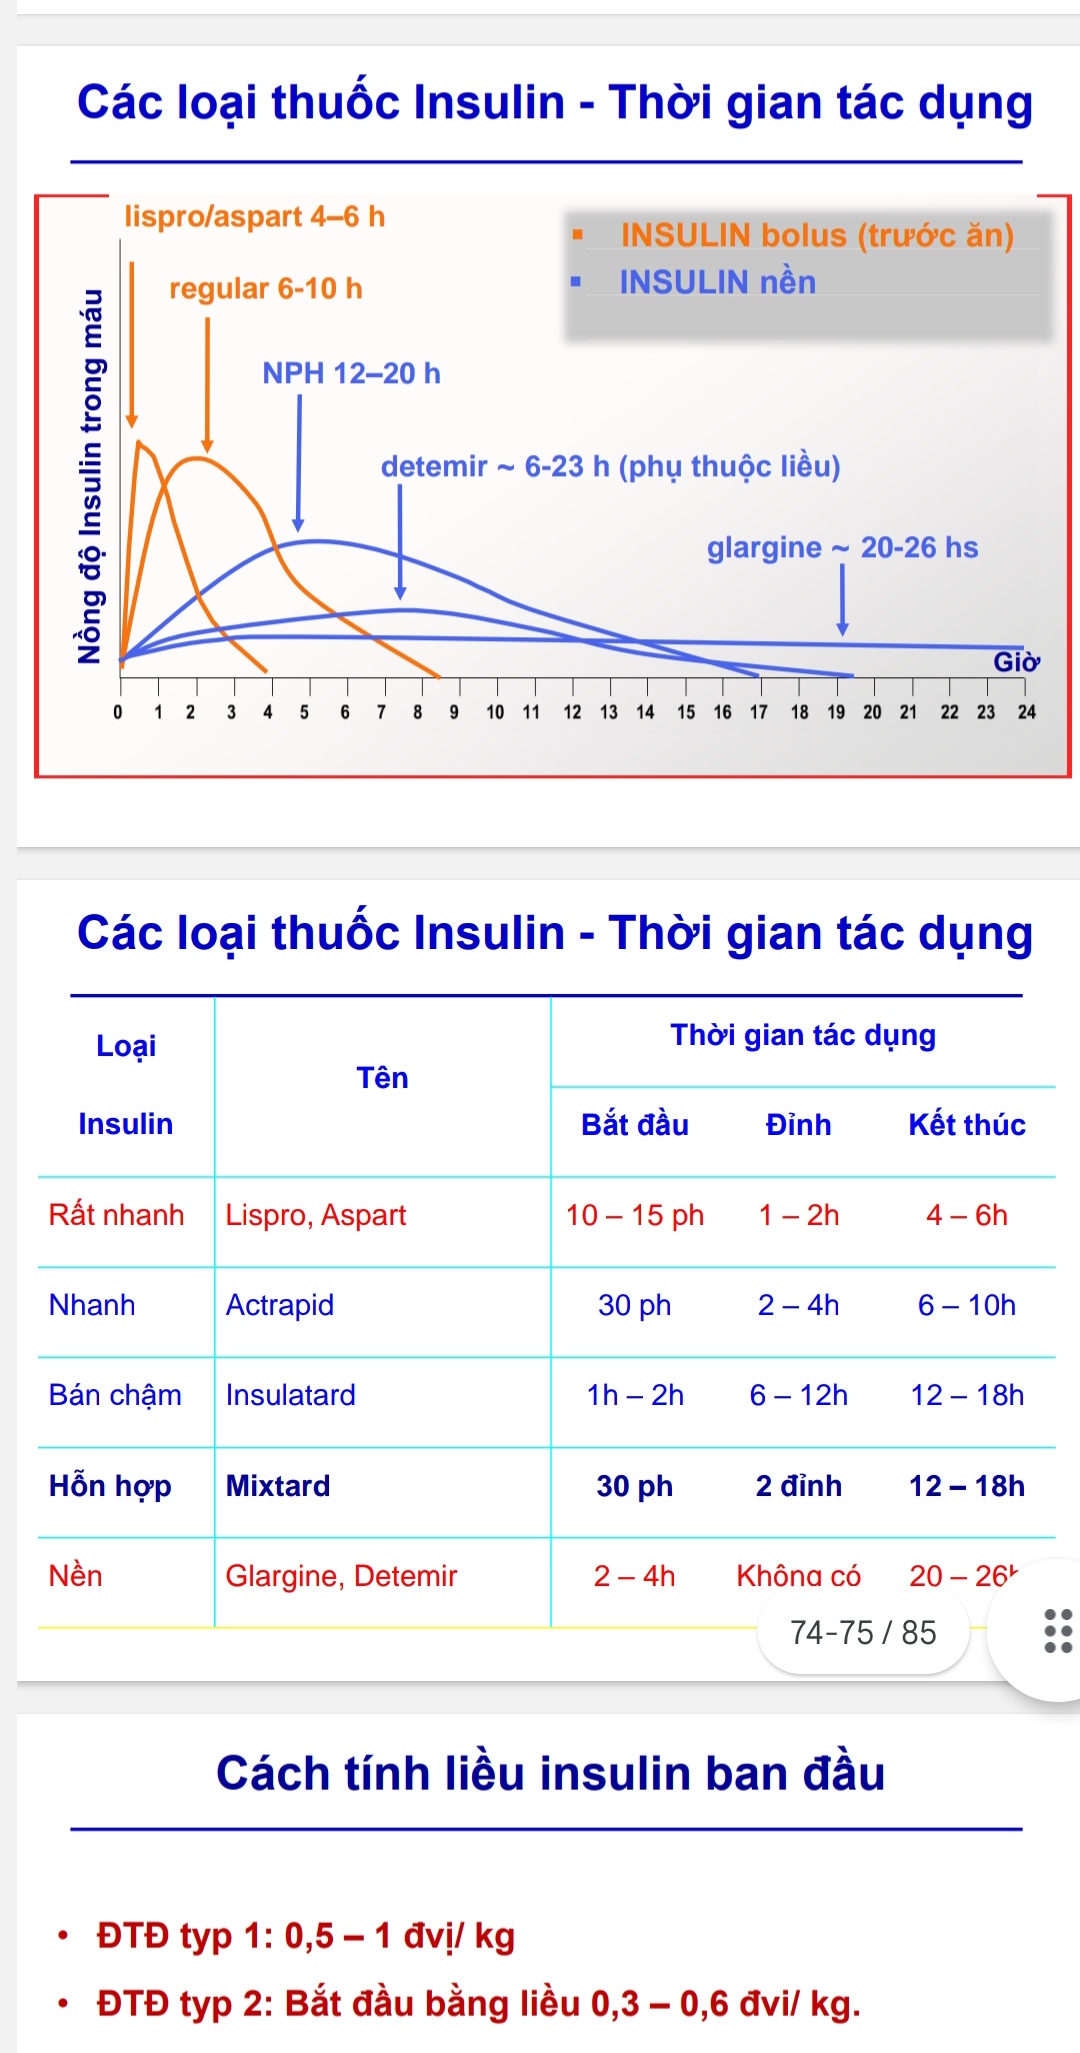 Các loại thuốc Insulin - Thời gian tác dụng
lispro/aspart 4–6 h
▪ INSULIN bolus (trước ăn)
▪ INSULIN nền
regular 6-10 h
NPH 12–20 h
detemir ~ 6-23 h (phụ thuộc liều)
glargine ~ 20-26 hs
Nồng độ Insulin trong máu
Giờ
0 1 2 3 4 5 6 7 8 9 10 11 12 13 14 15 16 17 18 19 20 21 22 23 24
Các loại thuốc Insulin - Thời gian tác dụng
Loại
Insulin
Tên
Thời gian tác dụng
Bắt đầu Đỉnh Kết thúc
Rất nhanh Lispro, Aspart 10 – 15 ph 1 – 2h 4 – 6h
Nhanh Actrapid 30 ph 2 – 4h 6 – 10h
Bán chậm Insulatard 1h – 2h 6 – 12h 12 – 18h
Hỗn hợp Mixtard 30 ph 2 đỉnh 12 – 18h
Nền Glargine, Detemir 2 – 4h Không có 20 – 26h
74-75 / 85
Cách tính liều insulin ban đầu
• ĐTĐ typ 1: 0,5 – 1 đvị/ kg
• ĐTĐ typ 2: Bắt đầu bằng liều 0,3 – 0,6 đvi/ kg.